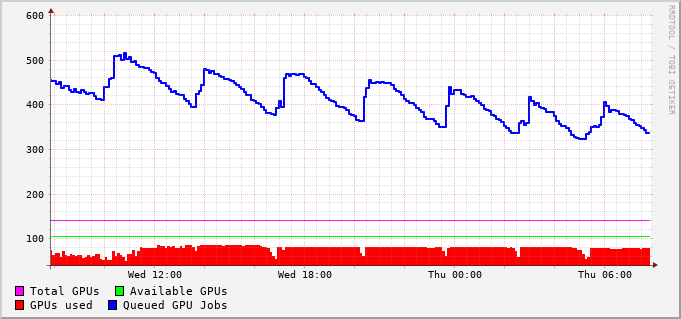 600
500
400
300
200
100
Wed 12:00 Wed 18:00 Thu 00:00 Thu 06:00
Total GPUs Available GPUs
GPUs used Queued GPU Jobs
RRDTOOL / TOBI OETIKER